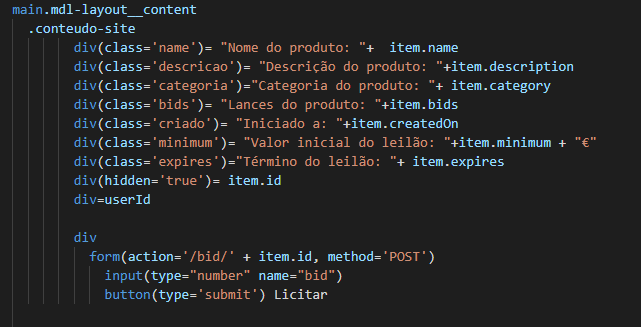 main.mdl-layout__content
.conteudo-site
div(class='name')= "Nome do produto: "+  item.name
div(class='descricao')= "Descrição do produto: "+item.description
div(class='categoria')="Categoria do produto: "+ item.category
div(class='bids')= "Lances do produto: "+item.bids
div(class='criado')= "Iniciado a: "+item.createdOn
div(class='minimum')= "Valor inicial do leilão: "+item.minimum + "€"
div(class='expires')="Término do leilão: "+ item.expires
div(hidden='true')= item.id
div=userId
div
form(action='/bid/' + item.id, method='POST')
input(type="number" name="bid")
button(type='submit') Licitar